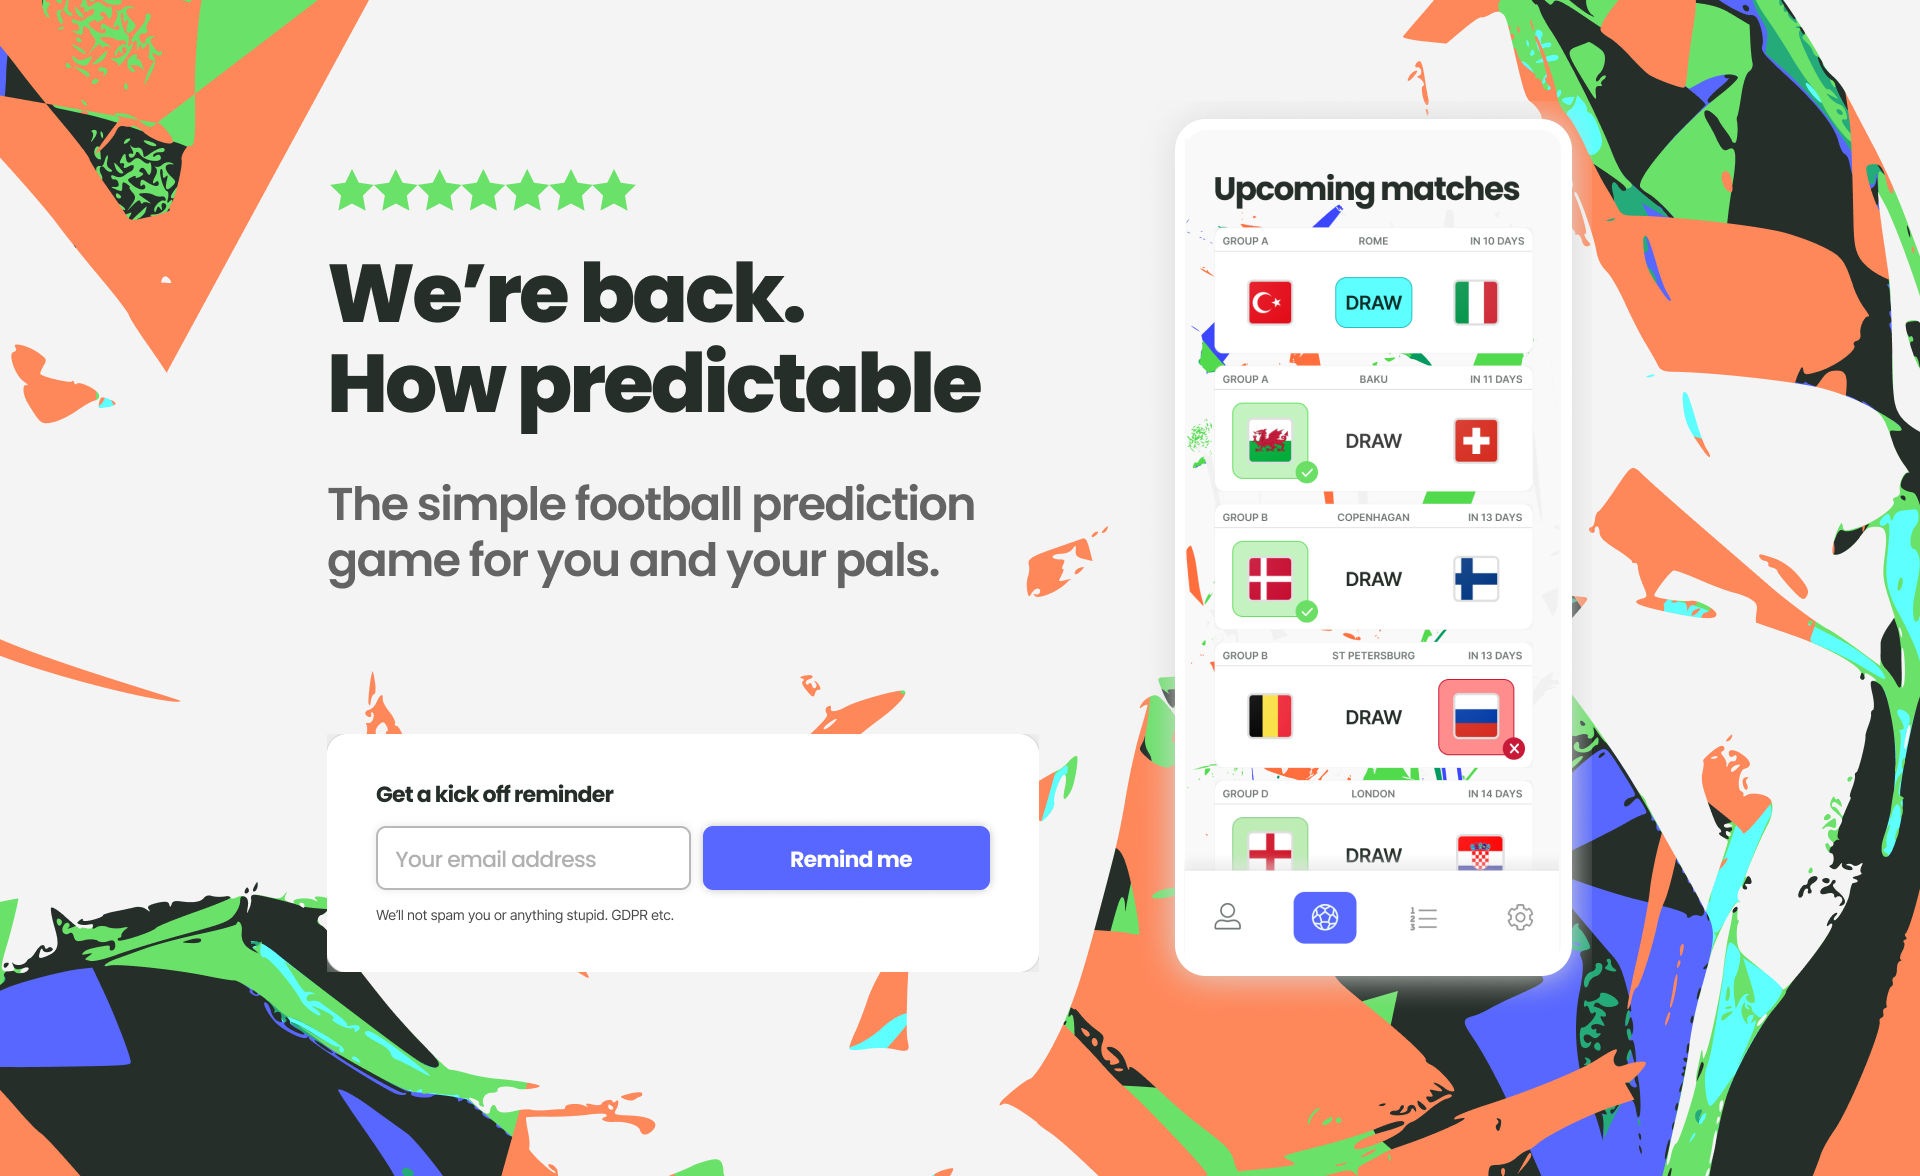 We’re back.
How predictable
The simple football prediction
game for you and your pals.
Get a kick off reminder
Your email address
Remind me
We’ll not spam you or anything stupid. GDPR etc.
Upcoming matches
GROUP A ROME IN 10 DAYS
DRAW
GROUP A BAKU IN 11 DAYS
DRAW
GROUP B COPENHAGAN IN 13 DAYS
DRAW
GROUP B ST PETERSBURG IN 13 DAYS
DRAW
GROUP D LONDON IN 14 DAYS
DRAW
1
2
3